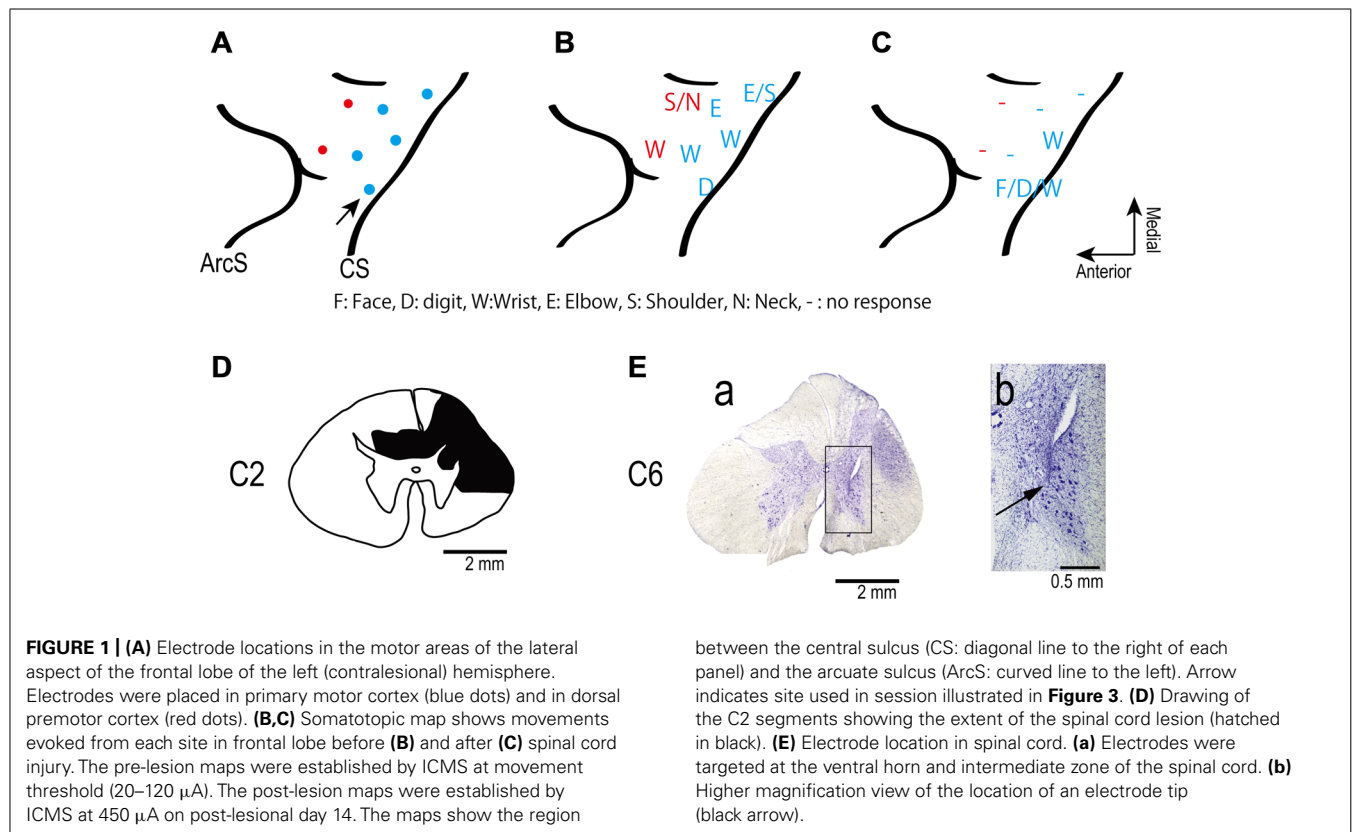 A
B
C
S/N
E
E/S
W
W
W
D
-
-
-
-
-
W
F/D/W
ArcS
CS
Medial
Anterior
F: Face, D: digit, W:Wrist, E: Elbow, S: Shoulder, N: Neck, - : no response
D
E
a
b
C2
C6
2 mm
2 mm
0.5 mm
FIGURE 1 | (A) Electrode locations in the motor areas of the lateral
aspect of the frontal lobe of the left (contralesional) hemisphere.
Electrodes were placed in primary motor cortex (blue dots) and in dorsal
premotor cortex (red dots). (B,C) Somatotopic map shows movements
evoked from each site in frontal lobe before (B) and after (C) spinal cord
injury. The pre-lesion maps were established by ICMS at movement
threshold (20–120 μA). The post-lesion maps were established by
ICMS at 450 μA on post-lesional day 14. The maps show the region
between the central sulcus (CS: diagonal line to the right of each
panel) and the arcuate sulcus (ArcS: curved line to the left). Arrow
indicates site used in session illustrated in Figure 3. (D) Drawing of
the C2 segments showing the extent of the spinal cord lesion (hatched
in black). (E) Electrode location in spinal cord. (a) Electrodes were
targeted at the ventral horn and intermediate zone of the spinal cord. (b)
Higher magnification view of the location of an electrode tip
(black arrow).